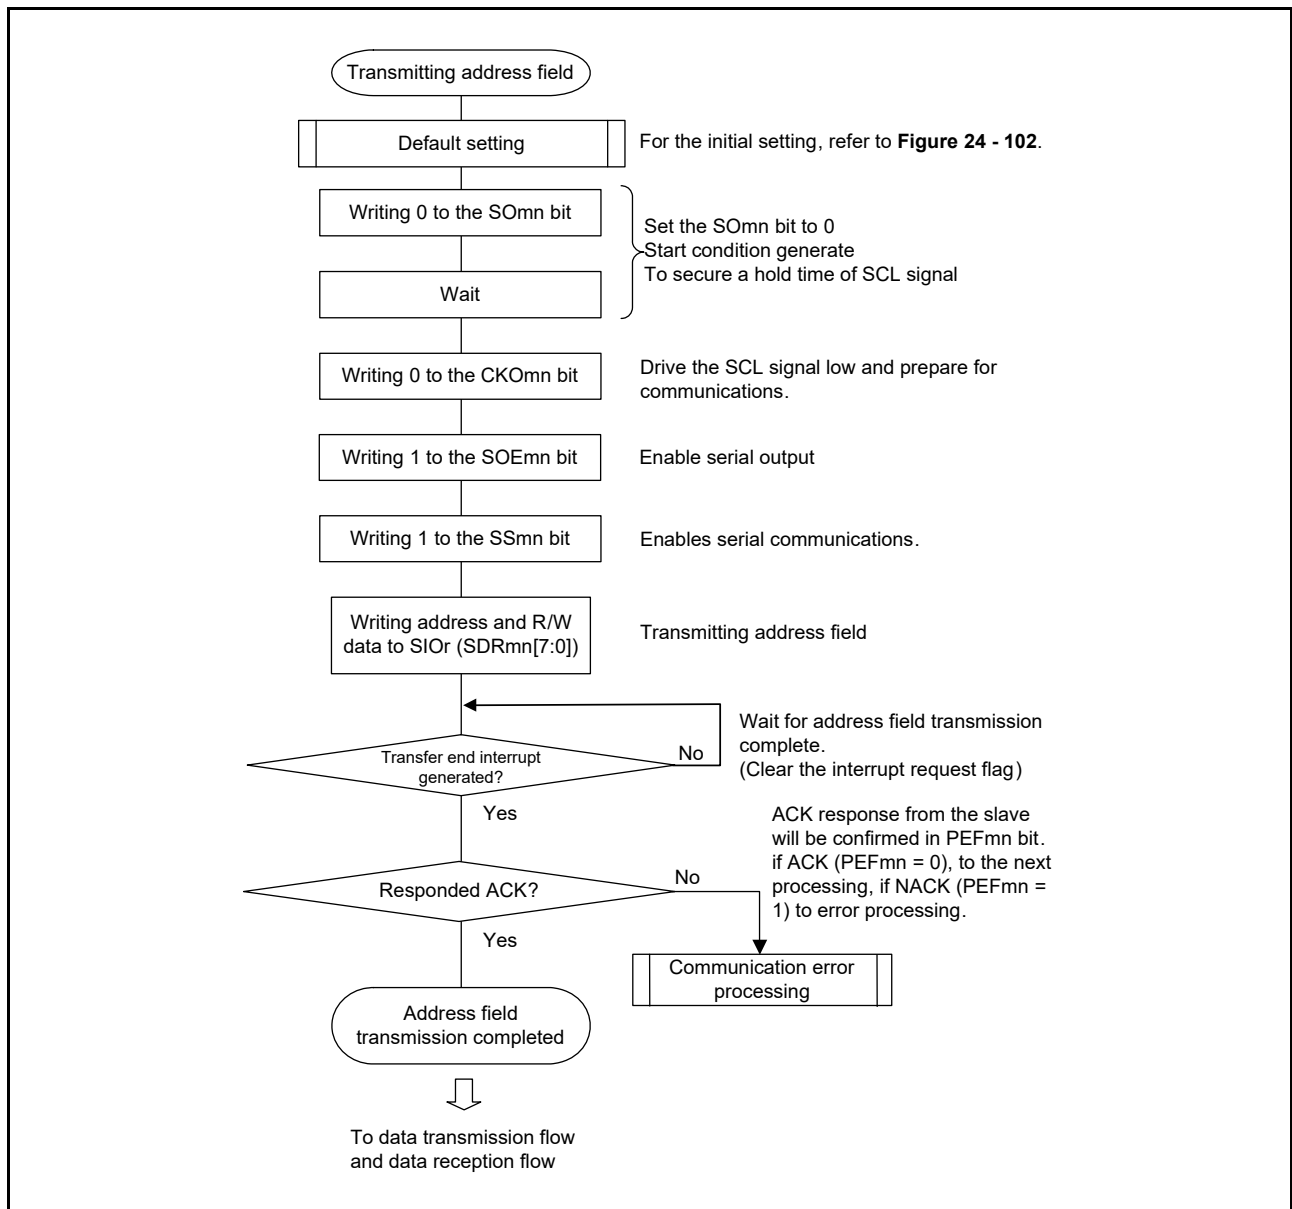 Transmitting address field
Default setting
For the initial setting, refer to Figure 24 - 102.
Writing 0 to the SOmn bit
Set the SOmn bit to 0
Start condition generate
To secure a hold time of SCL signal
Wait
Writing 0 to the CKOmn bit
Drive the SCL signal low and prepare for
communications.
Writing 1 to the SOEmn bit
Enable serial output
Writing 1 to the SSmn bit
Enables serial communications.
Writing address and R/W
data to SIOr (SDRmn[7:0])
Transmitting address field
Transfer end interrupt
generated?
No
Wait for address field transmission
complete.
(Clear the interrupt request flag)
Yes
Responded ACK?
No
ACK response from the slave
will be confirmed in PEFmn bit.
if ACK (PEFmn = 0), to the next
processing, if NACK (PEFmn =
1) to error processing.
Yes
Communication error
processing
Address field
transmission completed
To data transmission flow
and data reception flow